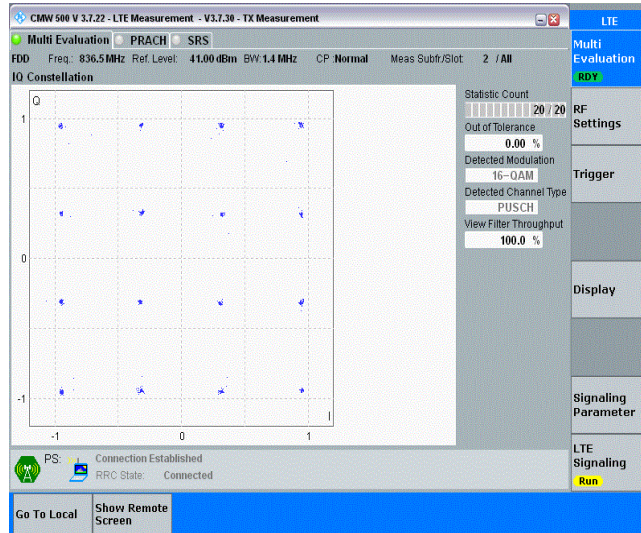 CMW 500 V 3.7.22 - LTE Measurement - V3.7.30 - TX Measurement
LTE
Multi Evaluation PRACH SRS
FDD Freq.: 836.5 MHz Ref. Level: 41.00 dBm BW: 1.4 MHz CP :Normal Meas Subfr./Slot: 2 / All
IQ Constellation
Q
1
0
-1
-1 0 1
I
Statistic Count
20 / 20
Out of Tolerance
0.00 %
Detected Modulation
16-QAM
Detected Channel Type
PUSCH
View Filter Throughput
100.0 %
PS:
Connection Established
RRC State: Connected
Multi
Evaluation
RDY
RF
Settings
Trigger
Display
Signaling
Parameter
LTE
Signaling
Run
Go To Local
Show Remote
Screen